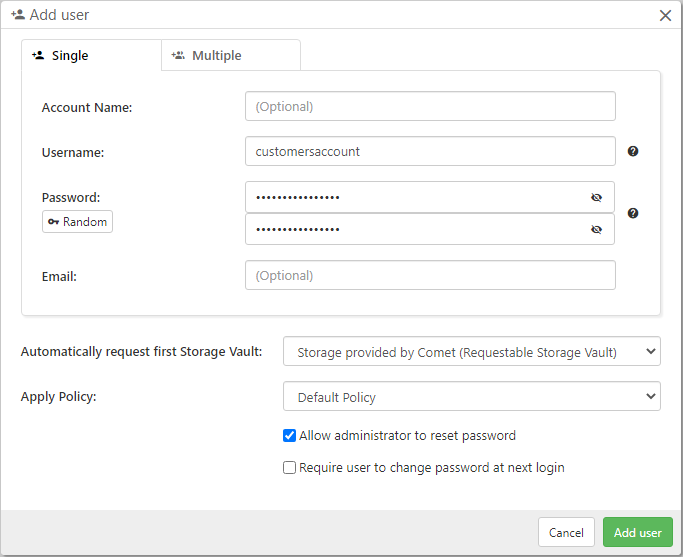 Add user
Single
Multiple
Account Name:
(Optional)
Username:
customersaccount
Password:
••••••••••••••••
Random
••••••••••••••••
Email:
(Optional)
Automatically request first Storage Vault:
Storage provided by Comet (Requestable Storage Vault)
Apply Policy:
Default Policy
Allow administrator to reset password
Require user to change password at next login
Cancel
Add user